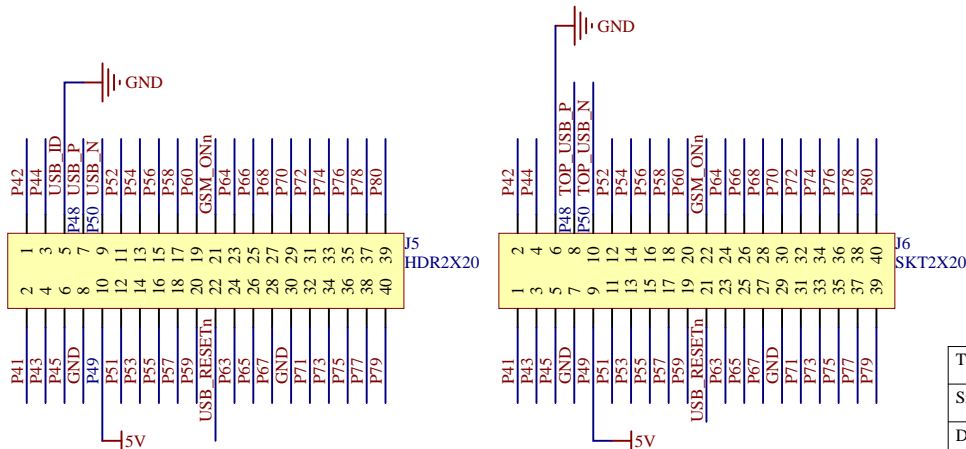 GND
P42
P44
USB_ID
P48
USB_P
P50
USB_N
P52
P54
P56
P58
P60
GSM_ONn
P64
P66
P68
P70
P72
P74
P76
P78
P80
1 3 5 7 9 11 13 15 17 19 21 23 25 27 29 31 33 35 37 39
2 4 6 8 10 12 14 16 18 20 22 24 26 28 30 32 34 36 38 40
J5
HDR2X20
P41
P43
P45
GND
P49
P51
P53
P55
P57
P59
USB_RESETn
P63
P65
P67
GND
P71
P73
P75
P77
P79
5V
GND
P42
P44
P48
TOP_USB_P
P50
TOP_USB_N
P52
P54
P56
P58
P60
GSM_ONn
P64
P66
P68
P70
P72
P74
P76
P78
P80
2 4 6 8 10 12 14 16 18 20 22 24 26 28 30 32 34 36 38 40
1 3 5 7 9 11 13 15 17 19 21 23 25 27 29 31 33 35 37 39
J6
SKT2X20
P41
P43
P45
GND
P49
P51
P53
P55
P57
P59
USB_RESETn
P63
P65
P67
GND
P71
P73
P75
P77
P79
5V
T
S
D